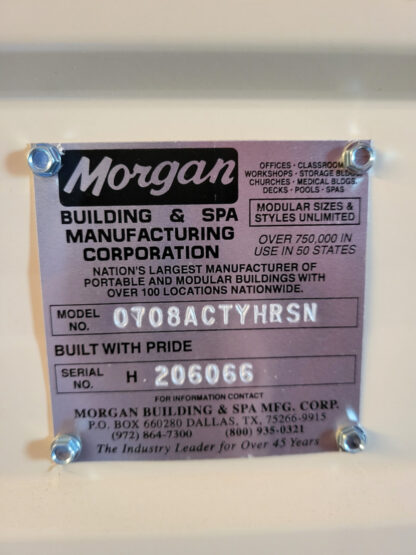 Morgan
OFFICES · CLASSROOMS
WORKSHOPS · STORAGE BLDGS.
CHURCHES · MEDICAL BLDGS.
DECKS · POOLS · SPAS
BUILDING & SPA
MANUFACTURING
CORPORATION
MODULAR SIZES &
STYLES UNLIMITED
OVER 750,000 IN
USE IN 50 STATES
NATION'S LARGEST MANUFACTURER OF
PORTABLE AND MODULAR BUILDINGS WITH
OVER 100 LOCATIONS NATIONWIDE.
MODEL NO. 0708ACTYHRSN
BUILT WITH PRIDE
SERIAL NO. H 206066
FOR INFORMATION CONTACT
MORGAN BUILDING & SPA MFG. CORP.
P.O. BOX 660280 DALLAS, TX, 75266-9915
(972) 864-7300 (800) 935-0321
The Industry Leader for Over 45 Years